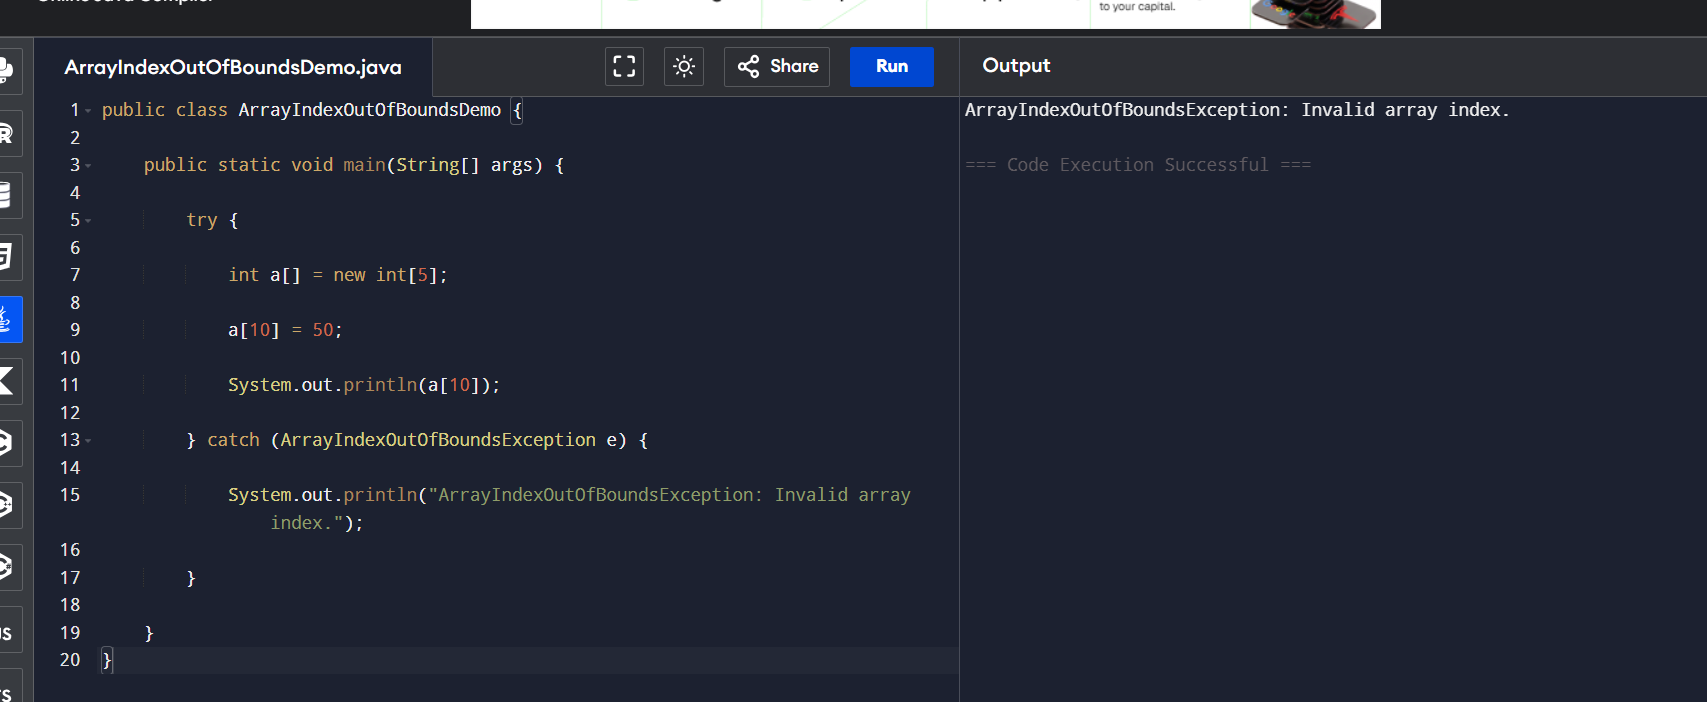 Online Java Compiler
to your capital.
ArrayIndexOutOfBoundsDemo.java
Share
Run
Output
1 public class ArrayIndexOutOfBoundsDemo {
2
3     public static void main(String[] args) {
4
5         try {
6
7             int a[] = new int[5];
8
9             a[10] = 50;
10
11             System.out.println(a[10]);
12
13         } catch (ArrayIndexOutOfBoundsException e) {
14
15             System.out.println("ArrayIndexOutOfBoundsException: Invalid array
index.");
16
17         }
18
19     }
20 }
ArrayIndexOutOfBoundsException: Invalid array index.
=== Code Execution Successful ===